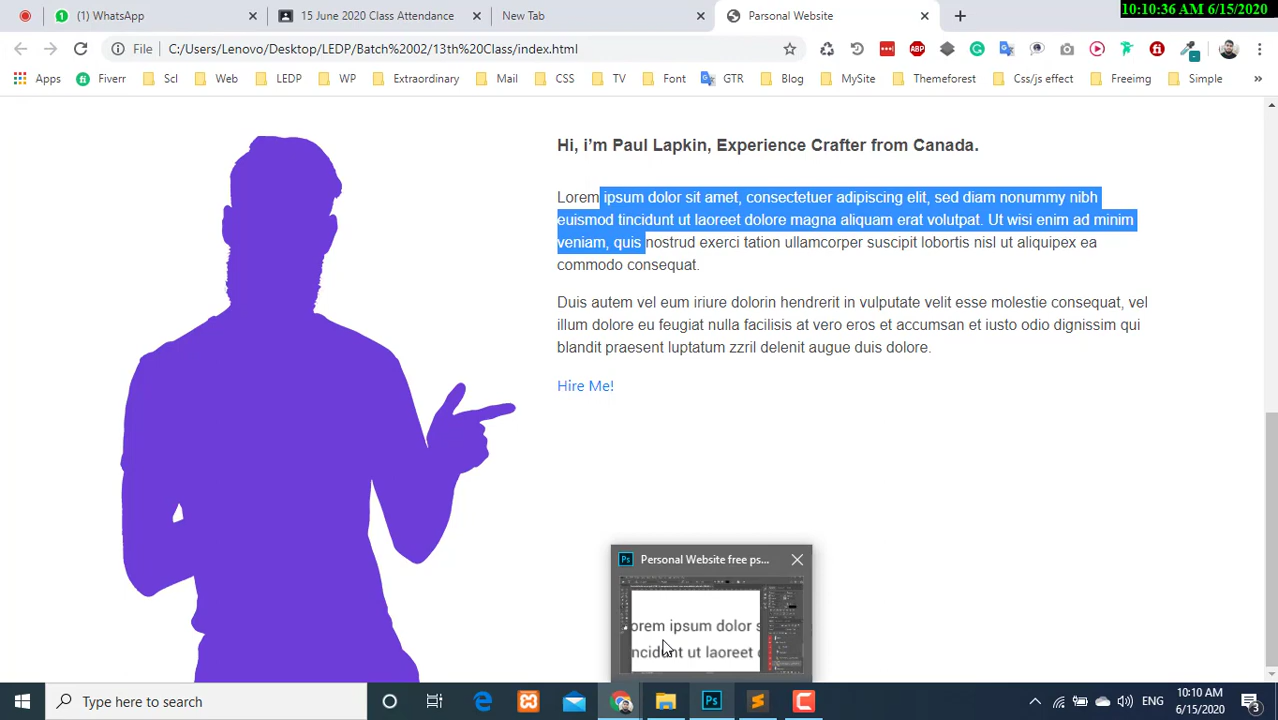 (1) WhatsApp
15 June 2020 Class Attendance
New Tab
Personal Website
10:10:36 AM 6/15/2020
File
C:/Users/Lenovo/Desktop/LEDP/Batch%2002/13th%20Class/index.html
ABP
Apps
Fiverr
Scl
Web
LEDP
WP
Extraordinar
Mail
CSS
TV
Font
GTR
Blog
MySite
Themeforest
Css/js effect
Freeimg
Simple
»
Hi, i’m Paul Lapkin, Experience Crafter from Canada.
Lorem ipsum dolor sit amet, consectetuer adipiscing elit, sed diam nonummy nibh
euismod tincidunt ut laoreet dolore magna aliquam erat volutpat. Ut wisi enim ad minim
veniam, quis nostrud exerci tation ullamcorper suscipit lobortis nisl ut aliquipex ea
commodo consequat.
Duis autem vel eum iriure dolorin hendrerit in vulputate velit esse molestie consequat, vel
illum dolore eu feugiat nulla facilisis at vero eros et accumsan et iusto odio dignissim qui
blandit praesent luptatum zzril delenit augue duis dolore.
Hire Me!
Ps Personal Website free ps...
orem ipsum dolor s
ncidunt ut laoreet
Type here to search
Ps
ENG
10:10 AM
6/15/2020
3